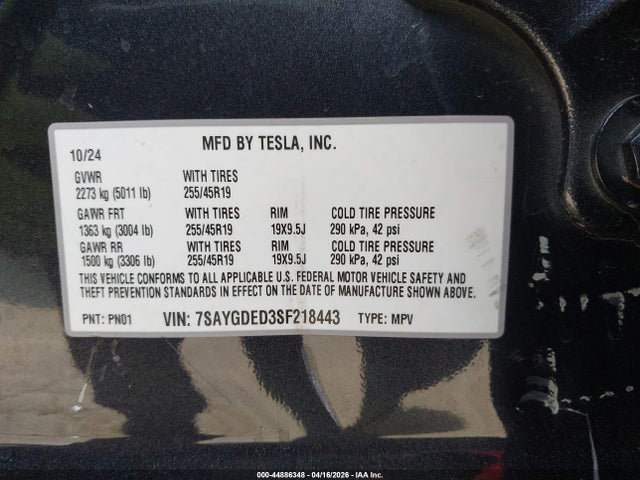 MFD BY TESLA, INC.
10/24
GVWR WITH TIRES
2273 kg (5011 lb) 255/45R19
GAWR FRT WITH TIRES RIM COLD TIRE PRESSURE
1363 kg (3004 lb) 255/45R19 19X9.5J 290 kPa, 42 psi
GAWR RR WITH TIRES RIM COLD TIRE PRESSURE
1500 kg (3306 lb) 255/45R19 19X9.5J 290 kPa, 42 psi
THIS VEHICLE CONFORMS TO ALL APPLICABLE U.S. FEDERAL MOTOR VEHICLE SAFETY AND
THEFT PREVENTION STANDARDS IN EFFECT ON THE DATE OF MANUFACTURE SHOWN ABOVE.
PNT: PN01 VIN: 7SAYGDED3SF218443 TYPE: MPV
000-44886348 - 04/16/2026 - IAA Inc.